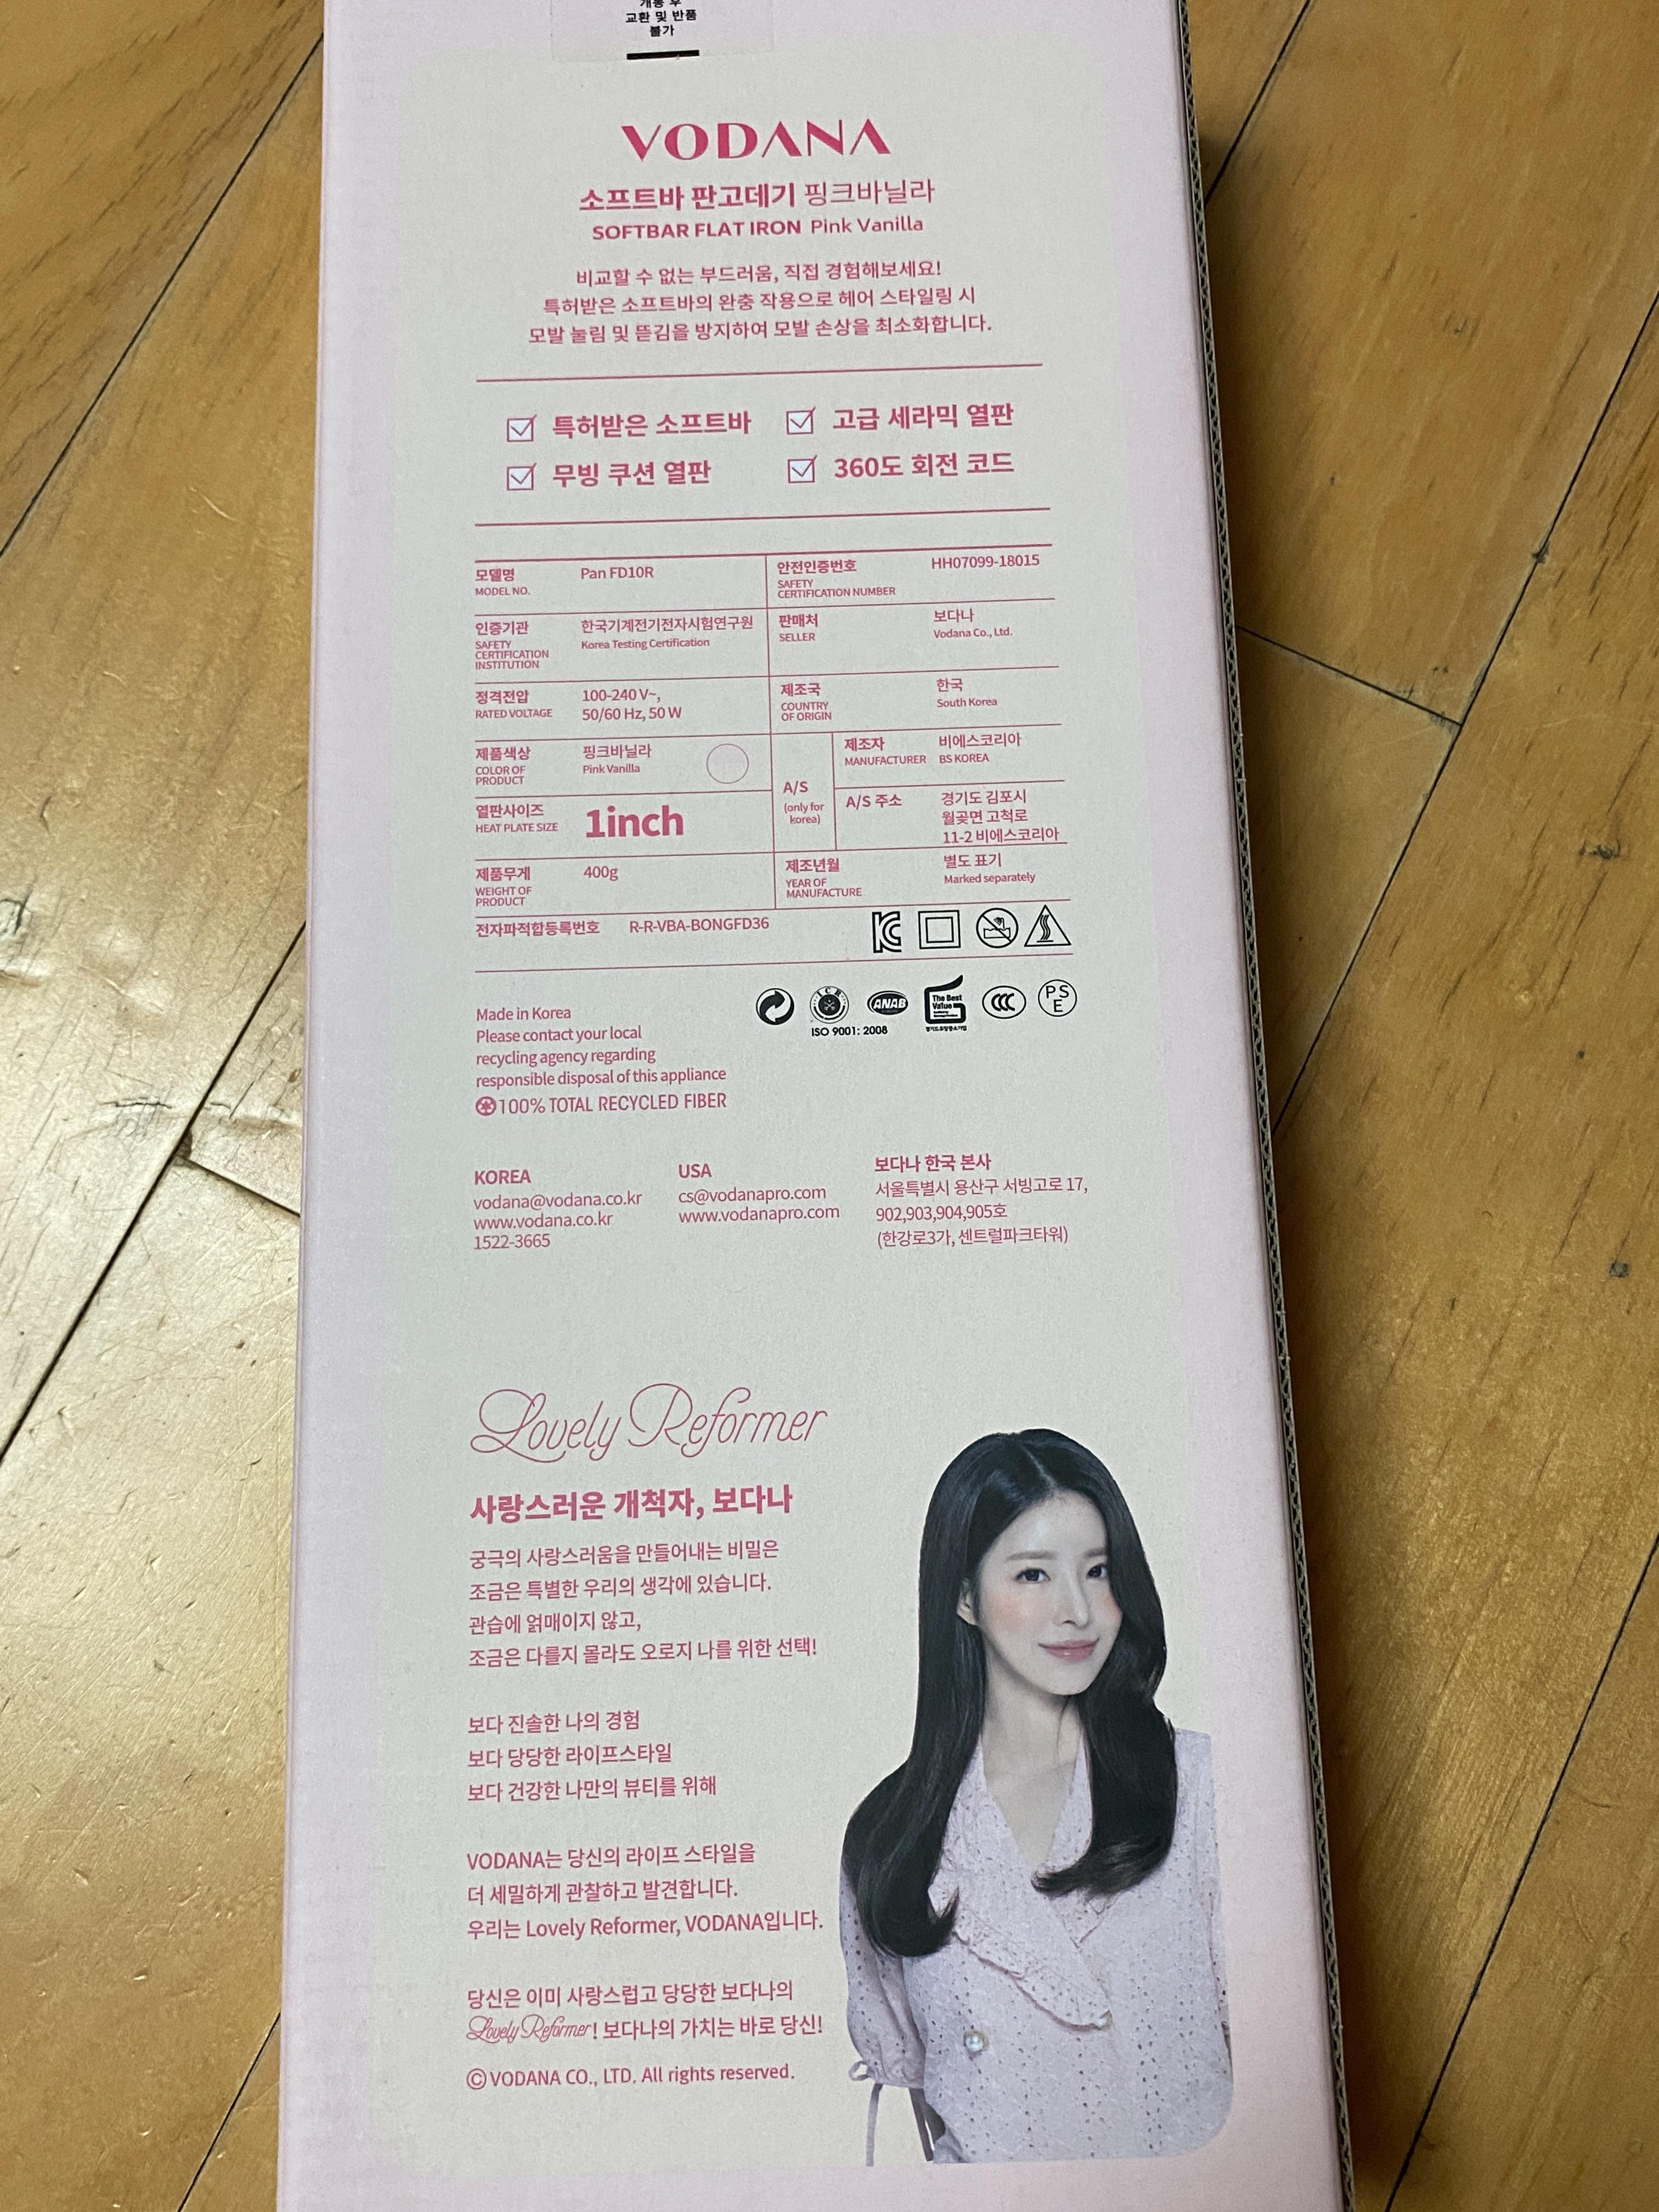 교환 및 반품
불가
VODANA
소프트바 판고데기 핑크바닐라
SOFTBAR FLAT IRON Pink Vanilla
비교할 수 없는 부드러움, 직접 경험해보세요!
특허받은 소프트바의 완충 작용으로 헤어 스타일링 시
모발 눌림 및 뜯김을 방지하여 모발 손상을 최소화합니다.
특허받은 소프트바
고급 세라믹 열판
무빙 쿠션 열판
360도 회전 코드
모델명
MODEL NO.
Pan FD10R
안전인증번호
SAFETY
CERTIFICATION NUMBER
HH07099-18015
인증기관
SAFETY
CERTIFICATION
INSTITUTION
한국기계전기전자시험연구원
Korea Testing Certification
판매처
SELLER
보다나
Vodana Co., Ltd.
정격전압
RATED VOLTAGE
100-240 V~,
50/60 Hz, 50 W
제조국
COUNTRY
OF ORIGIN
한국
South Korea
제품색상
COLOR OF
PRODUCT
핑크바닐라
Pink Vanilla
A/S
(only for
korea)
제조자
MANUFACTURER
비에스코리아
BS KOREA
A/S 주소
경기도 김포시
월곶면 고척로
11-2 비에스코리아
열판사이즈
HEAT PLATE SIZE
1inch
제품무게
WEIGHT OF
PRODUCT
400g
제조년월
YEAR OF
MANUFACTURE
별도 표기
Marked separately
전자파적합등록번호 R-R-VBA-BONGFD36
ICR
ANAB
The Best
Value
CCC
PSE
ISO 9001: 2008
Made in Korea
Please contact your local
recycling agency regarding
responsible disposal of this appliance
100% TOTAL RECYCLED FIBER
KOREA
vodana@vodana.co.kr
www.vodana.co.kr
1522-3665
USA
cs@vodanapro.com
www.vodanapro.com
보다나 한국 본사
서울특별시 용산구 서빙고로 17,
902,903,904,905호
(한강로3가, 센트럴파크타워)
Lovely Reformer
사랑스러운 개척자, 보다나
궁극의 사랑스러움을 만들어내는 비밀은
조금은 특별한 우리의 생각에 있습니다.
관습에 얽매이지 않고,
조금은 다를지 몰라도 오로지 나를 위한 선택!
보다 진솔한 나의 경험
보다 당당한 라이프스타일
보다 건강한 나만의 뷰티를 위해
VODANA는 당신의 라이프 스타일을
더 세밀하게 관찰하고 발견합니다.
우리는 Lovely Reformer, VODANA입니다.
당신은 이미 사랑스럽고 당당한 보다나의
Lovely Reformer! 보다나의 가치는 바로 당신!
Ⓒ VODANA CO., LTD. All rights reserved.